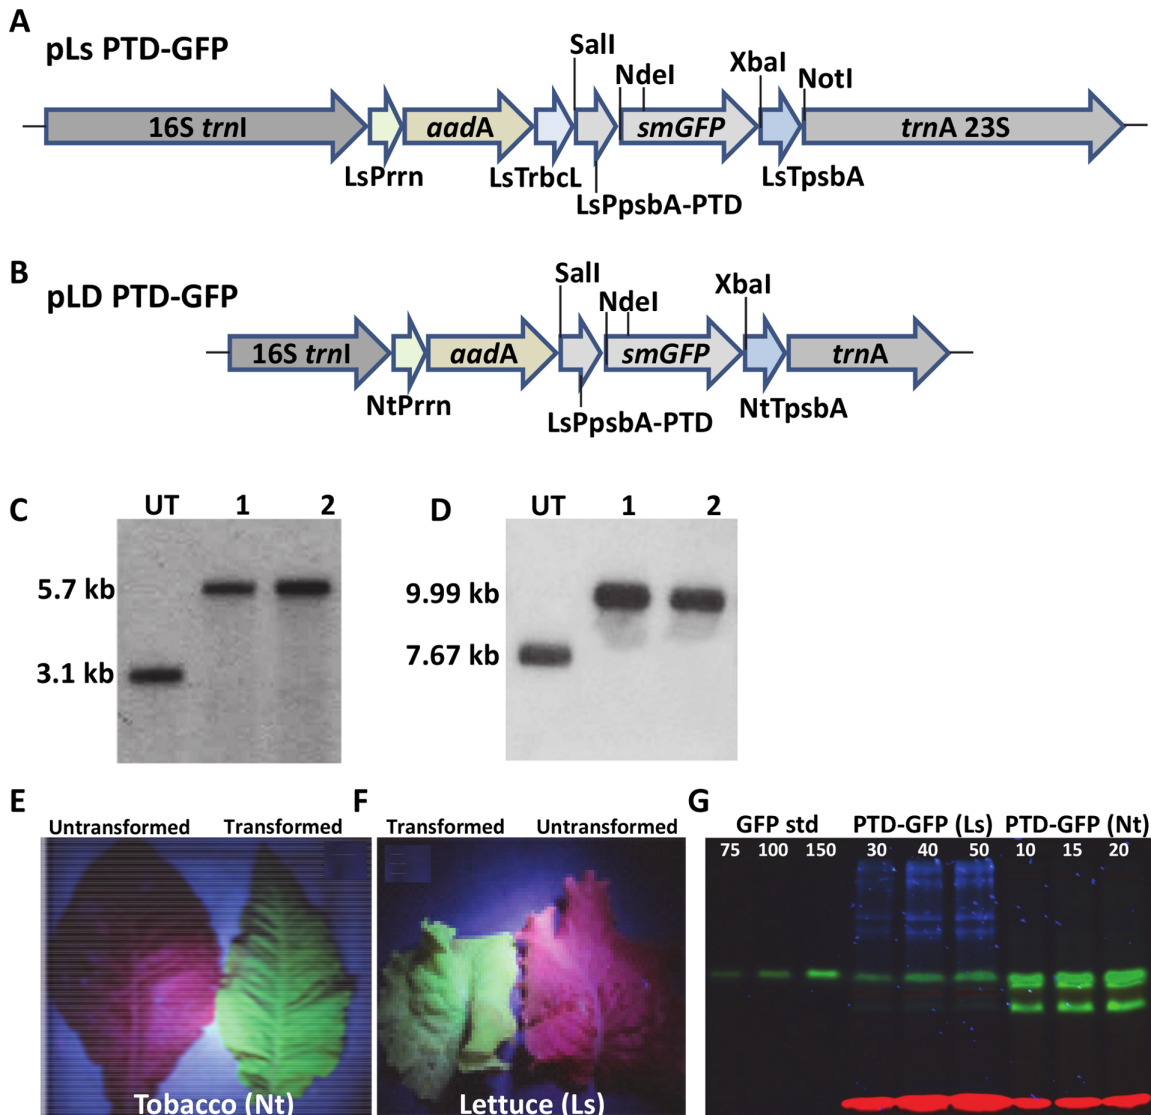 A
pLs PTD-GFP
SalI
NdeI
XbaI
NotI
16S trnI
aadA
smGFP
trnA 23S
LsPrrn
LsTrbcL
LsTpsbA
LsPpsbA-PTD
B
pLD PTD-GFP
SalI
NdeI
XbaI
16S trnI
aadA
smGFP
trnA
NtPrrn
NtTpsbA
LsPpsbA-PTD
C
UT 1 2
5.7 kb
3.1 kb
D
UT 1 2
9.99 kb
7.67 kb
E
Untransformed Transformed
Tobacco (Nt)
F
Transformed Untransformed
Lettuce (Ls)
G
GFP std PTD-GFP (Ls) PTD-GFP (Nt)
75 100 150 30 40 50 10 15 20